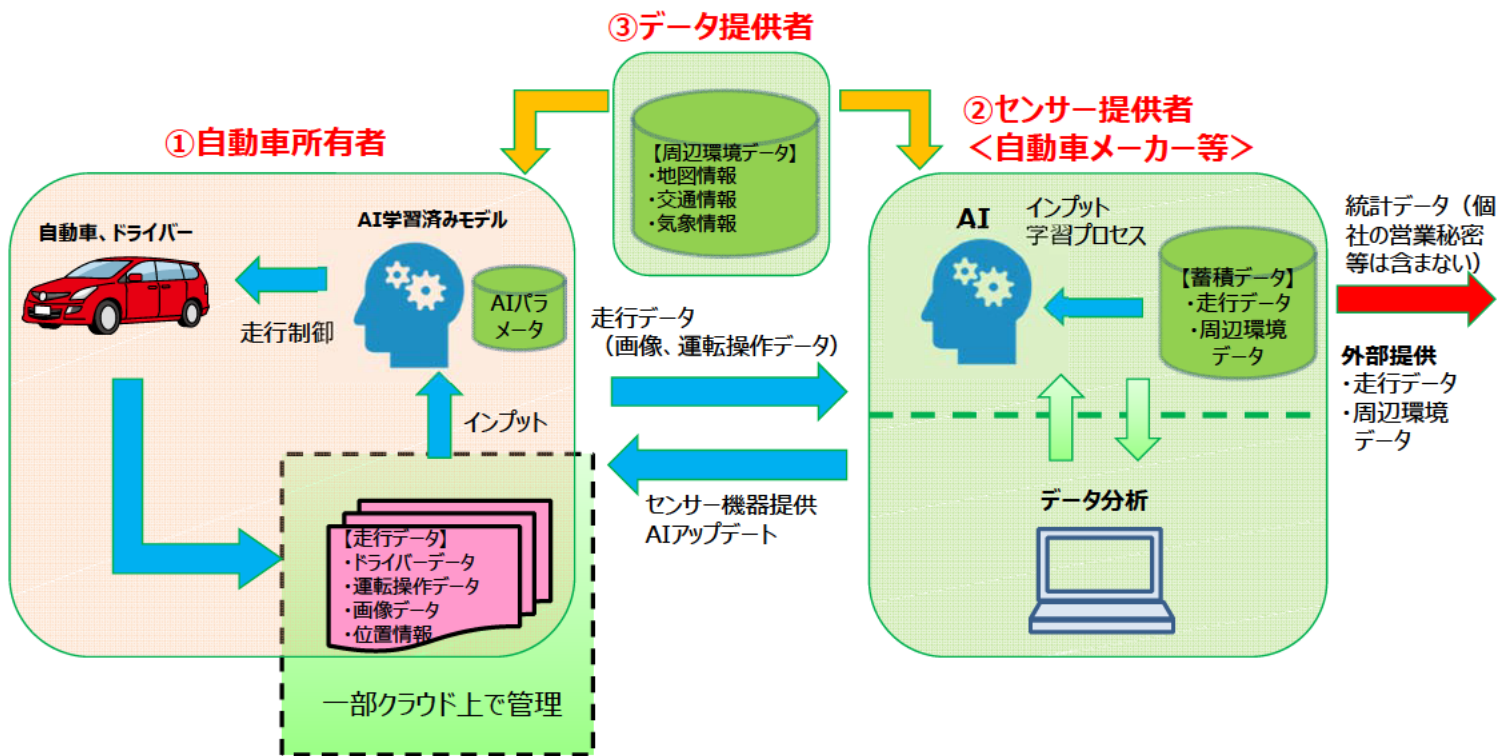 ③データ提供者
【周辺環境データ】
・地図情報
・交通情報
・気象情報
①自動車所有者
自動車、ドライバー
AI学習済みモデル
AIパラ
メータ
走行制御
インプット
【走行データ】
・ドライバーデータ
・運転操作データ
・画像データ
・位置情報
一部クラウド上で管理
走行データ
（画像、運転操作データ）
センサー機器提供
AIアップデート
②センサー提供者
＜自動車メーカー等＞
AI
インプット
学習プロセス
【蓄積データ】
・走行データ
・周辺環境
データ
データ分析
統計データ（個
社の営業秘密
等は含まない）
外部提供
・走行データ
・周辺環境
データ